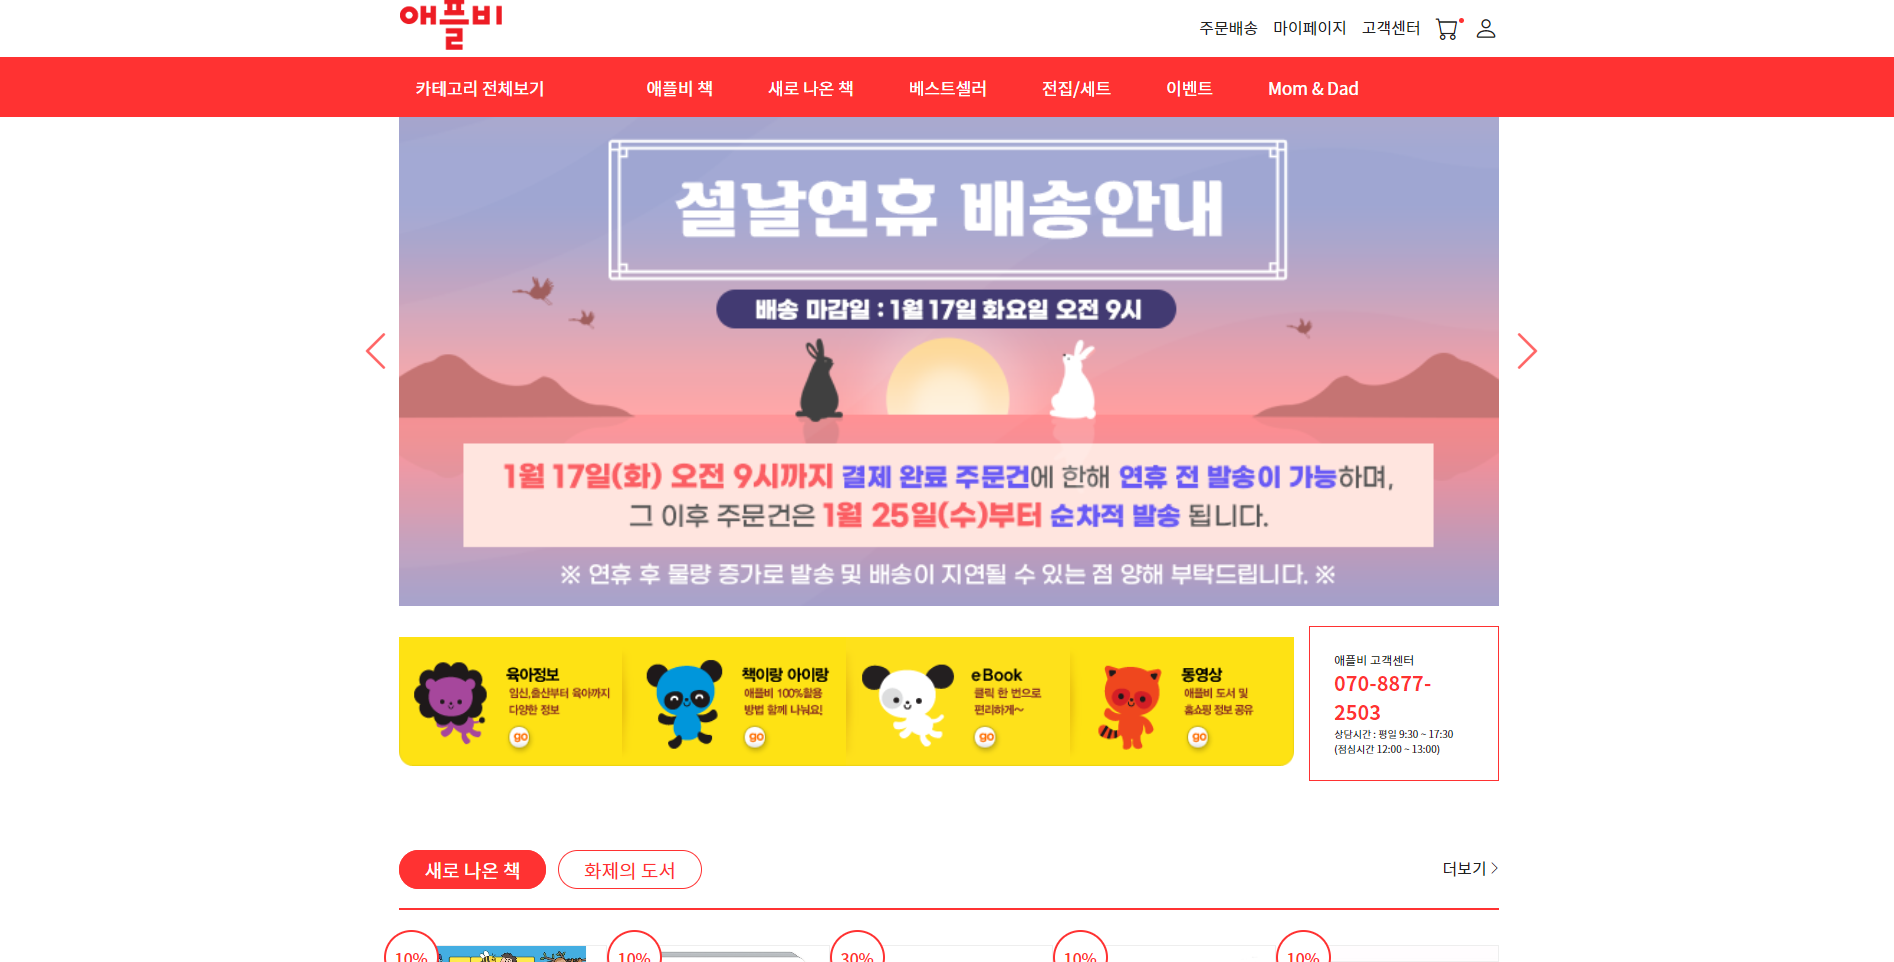 애플비
주문배송 마이페이지 고객센터
카테고리 전체보기 애플비 책 새로 나온 책 베스트셀러 전집/세트 이벤트 Mom & Dad
설날연휴 배송안내
배송 마감일 : 1월 17일 화요일 오전 9시
1월 17일(화) 오전 9시까지 결제 완료 주문건에 한해 연휴 전 발송이 가능하며,
그 이후 주문건은 1월 25일(수)부터 순차적 발송 됩니다.
※ 연휴 후 물량 증가로 발송 및 배송이 지연될 수 있는 점 양해 부탁드립니다. ※
육아정보
임신,출산부터 육아까지
다양한 정보
go
책이랑 아이랑
애플비 100%활용
방법 함께 나눠요!
go
e Book
클릭 한 번으로
편리하게~
go
동영상
애플비 도서 및
홈쇼핑 정보 공유
go
애플비 고객센터
070-8877-
2503
상담시간 : 평일 9:30 ~ 17:30
(점심시간 12:00 ~ 13:00)
새로 나온 책 화제의 도서 더보기
10% 10% 30% 10% 10%